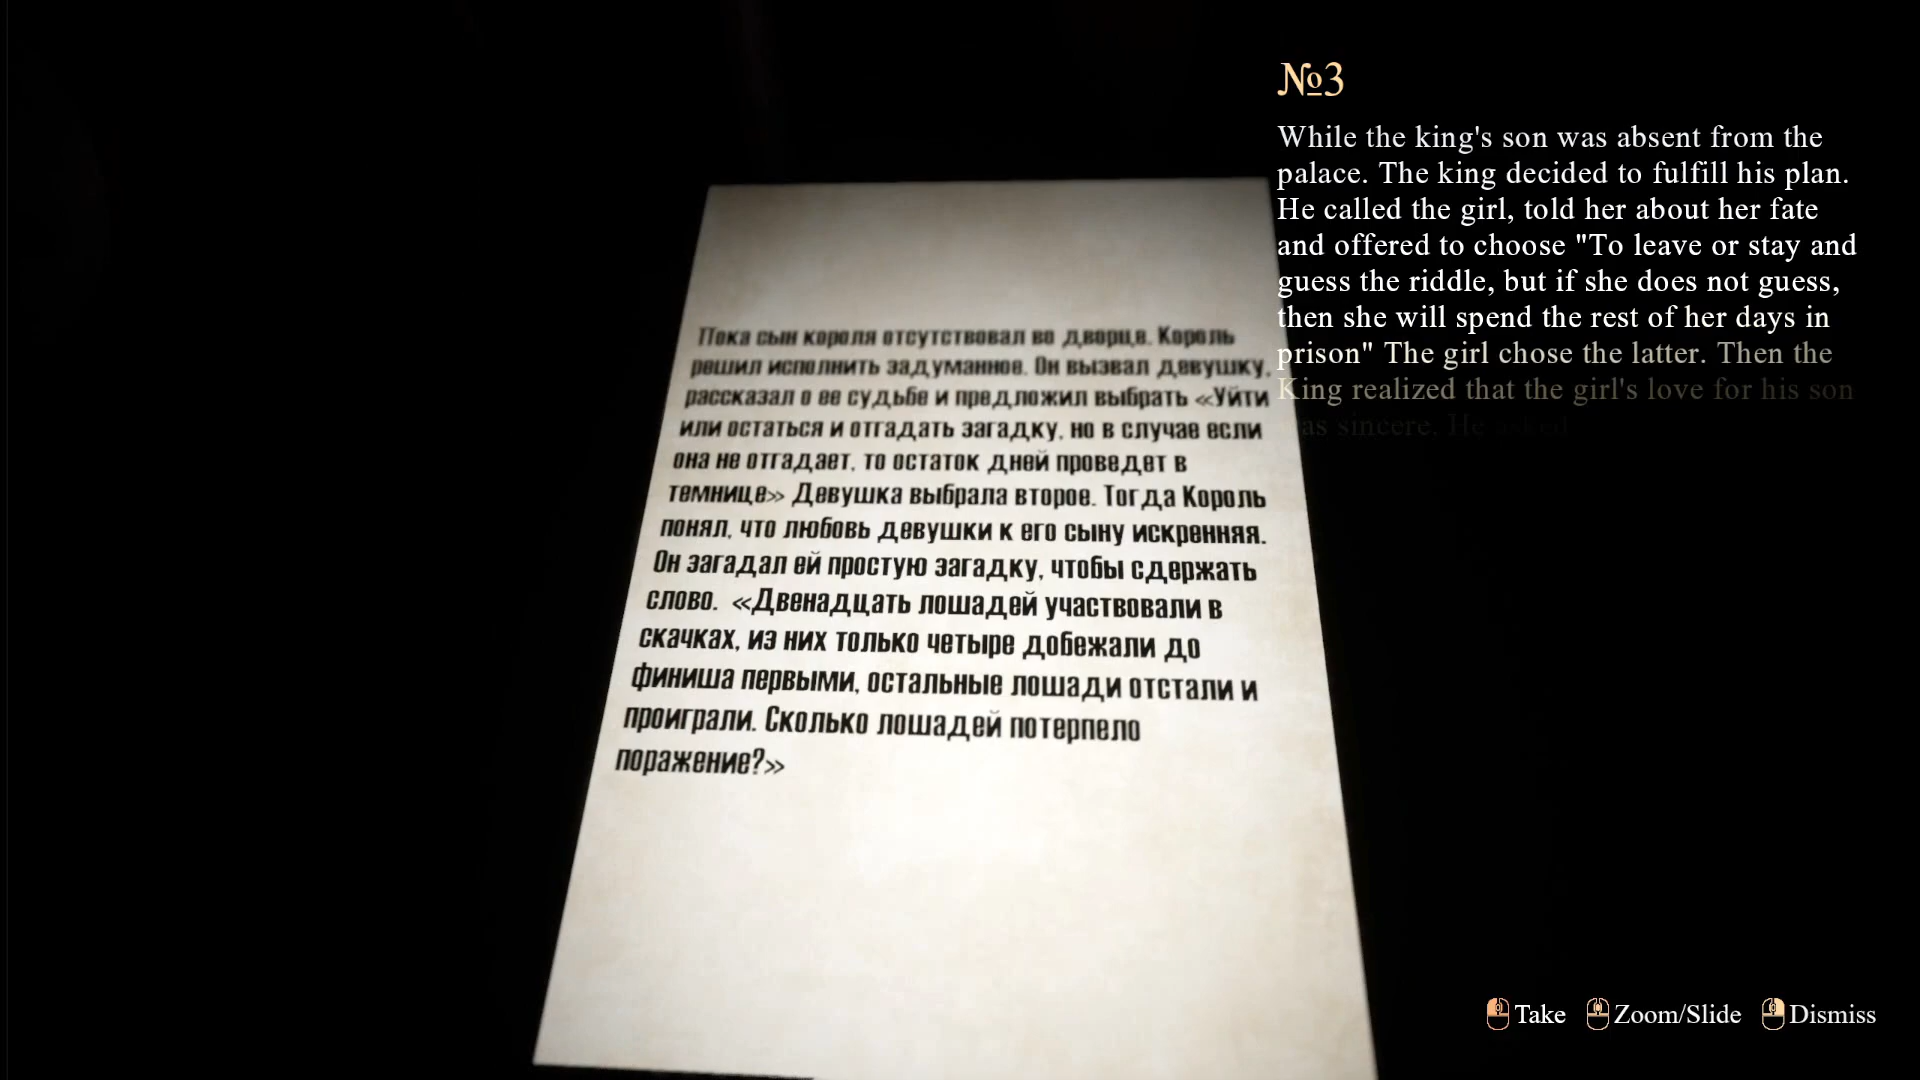 №3
While the king's son was absent from the
palace. The king decided to fulfill his plan.
He called the girl, told her about her fate
and offered to choose "To leave or stay and
guess the riddle, but if she does not guess,
then she will spend the rest of her days in
prison" The girl chose the latter. Then the
King realized that the girl's love for his son
was sincere. He asked
Пока сын короля отсутствовал во дворце. Король
решил исполнить задуманное. Он вызвал девушку,
рассказал о ее судьбе и предложил выбрать «Уйти
или остаться и отгадать загадку, но в случае если
она не отгадает, то остаток дней проведет в
темнице» Девушка выбрала второе. Тогда Король
понял, что любовь девушки к его сыну искренняя.
Он загадал ей простую загадку, чтобы сдержать
слово. «Двенадцать лошадей участвовали в
скачках, из них только четыре добежали до
финиша первыми, остальные лошади отстали и
проиграли. Сколько лошадей потерпело
поражение?»
Take Zoom/Slide Dismiss